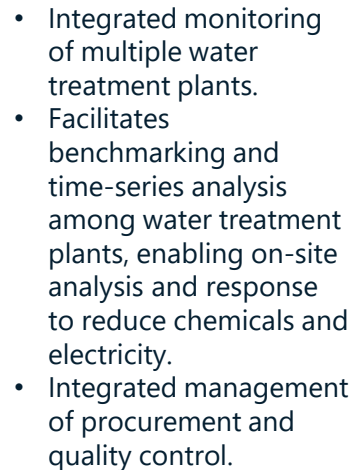 • Integrated monitoring
of multiple water
treatment plants.
• Facilitates
benchmarking and
time-series analysis
among water treatment
plants, enabling on-site
analysis and response
to reduce chemicals and
electricity.
• Integrated management
of procurement and
quality control.